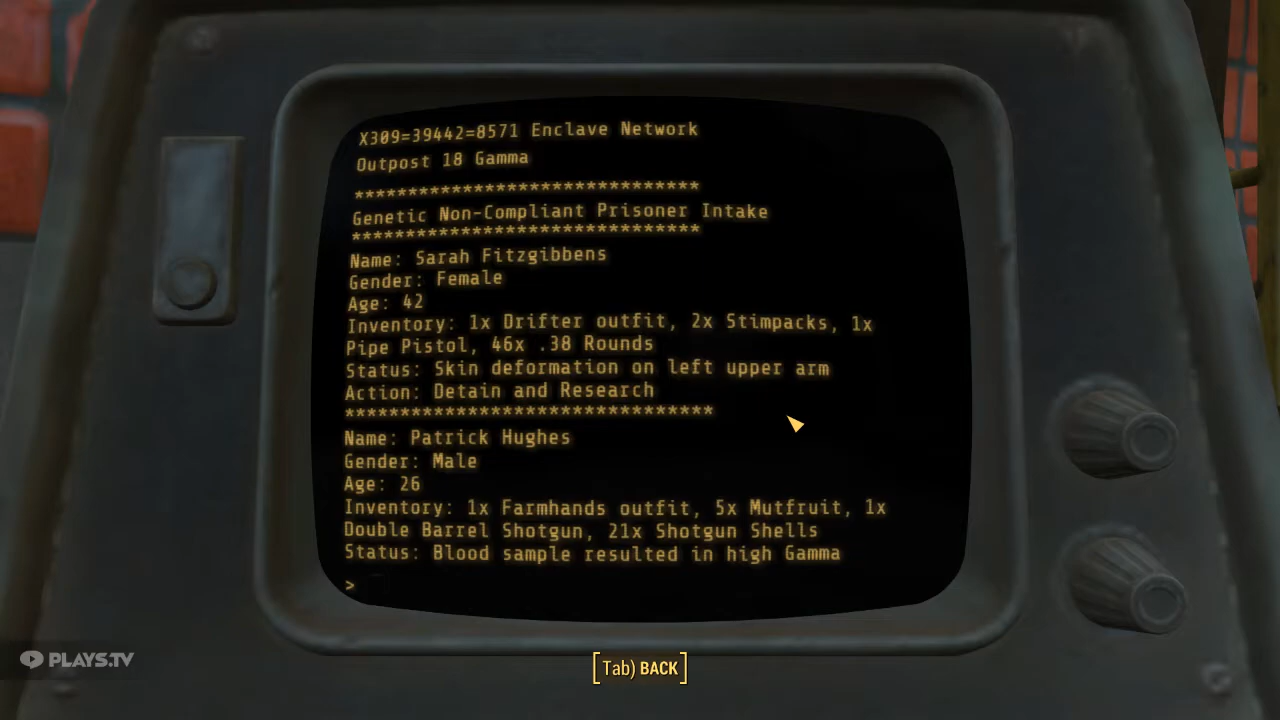 X309=39442=8571 Enclave Network
Outpost 18 Gamma
*******************************
Genetic Non-Compliant Prisoner Intake
*******************************
Name: Sarah Fitzgibbens
Gender: Female
Age: 42
Inventory: 1x Drifter outfit, 2x Stimpacks, 1x
Pipe Pistol, 46x .38 Rounds
Status: Skin deformation on left upper arm
Action: Detain and Research
*********************************
Name: Patrick Hughes
Gender: Male
Age: 26
Inventory: 1x Farmhands outfit, 5x Mutfruit, 1x
Double Barrel Shotgun, 21x Shotgun Shells
Status: Blood sample resulted in high Gamma
>
PLAYS.TV
[Tab) BACK]